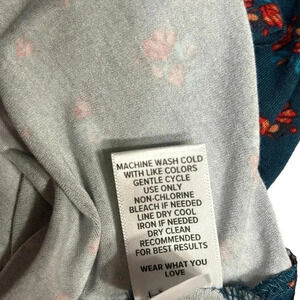 MACHINE WASH COLD
WITH LIKE COLORS
GENTLE CYCLE
USE ONLY
NON-CHLORINE
BLEACH IF NEEDED
LINE DRY COOL
IRON IF NEEDED
DRY CLEAN
RECOMMENDED
FOR BEST RESULTS
WEAR WHAT YOU
LOVE